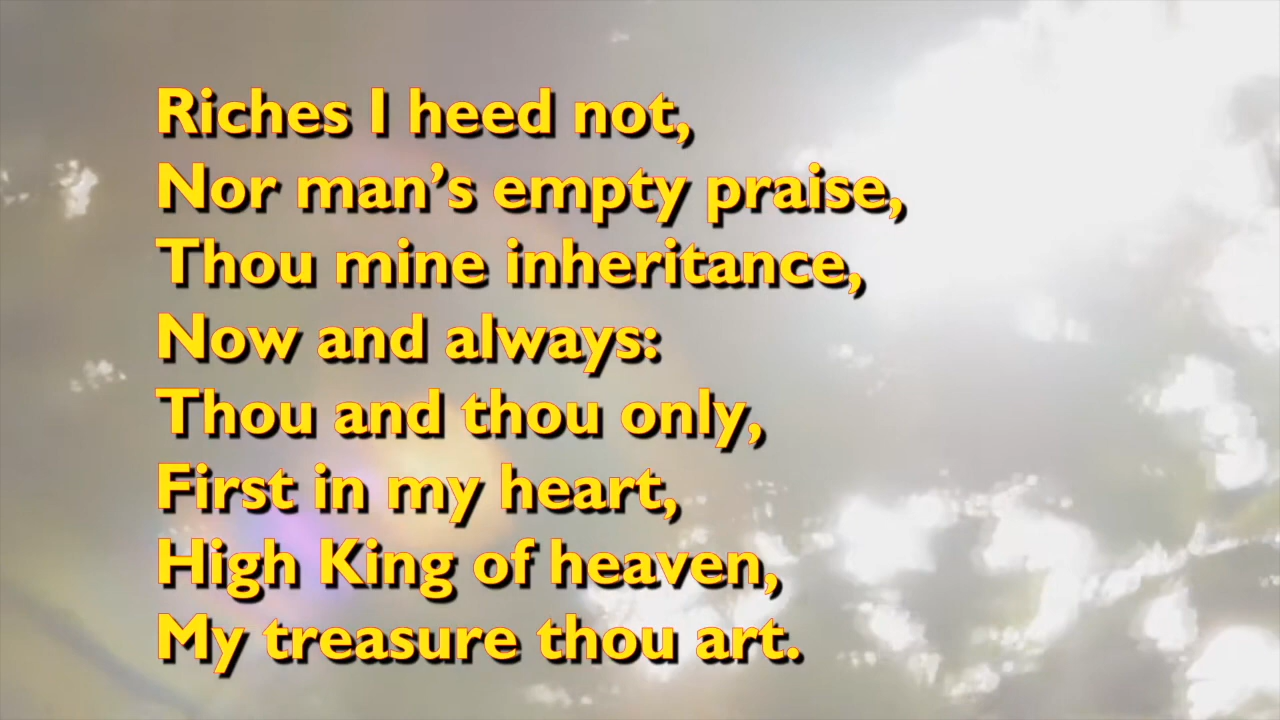 Riches I heed not,
Nor man’s empty praise,
Thou mine inheritance,
Now and always:
Thou and thou only,
First in my heart,
High King of heaven,
My treasure thou art.